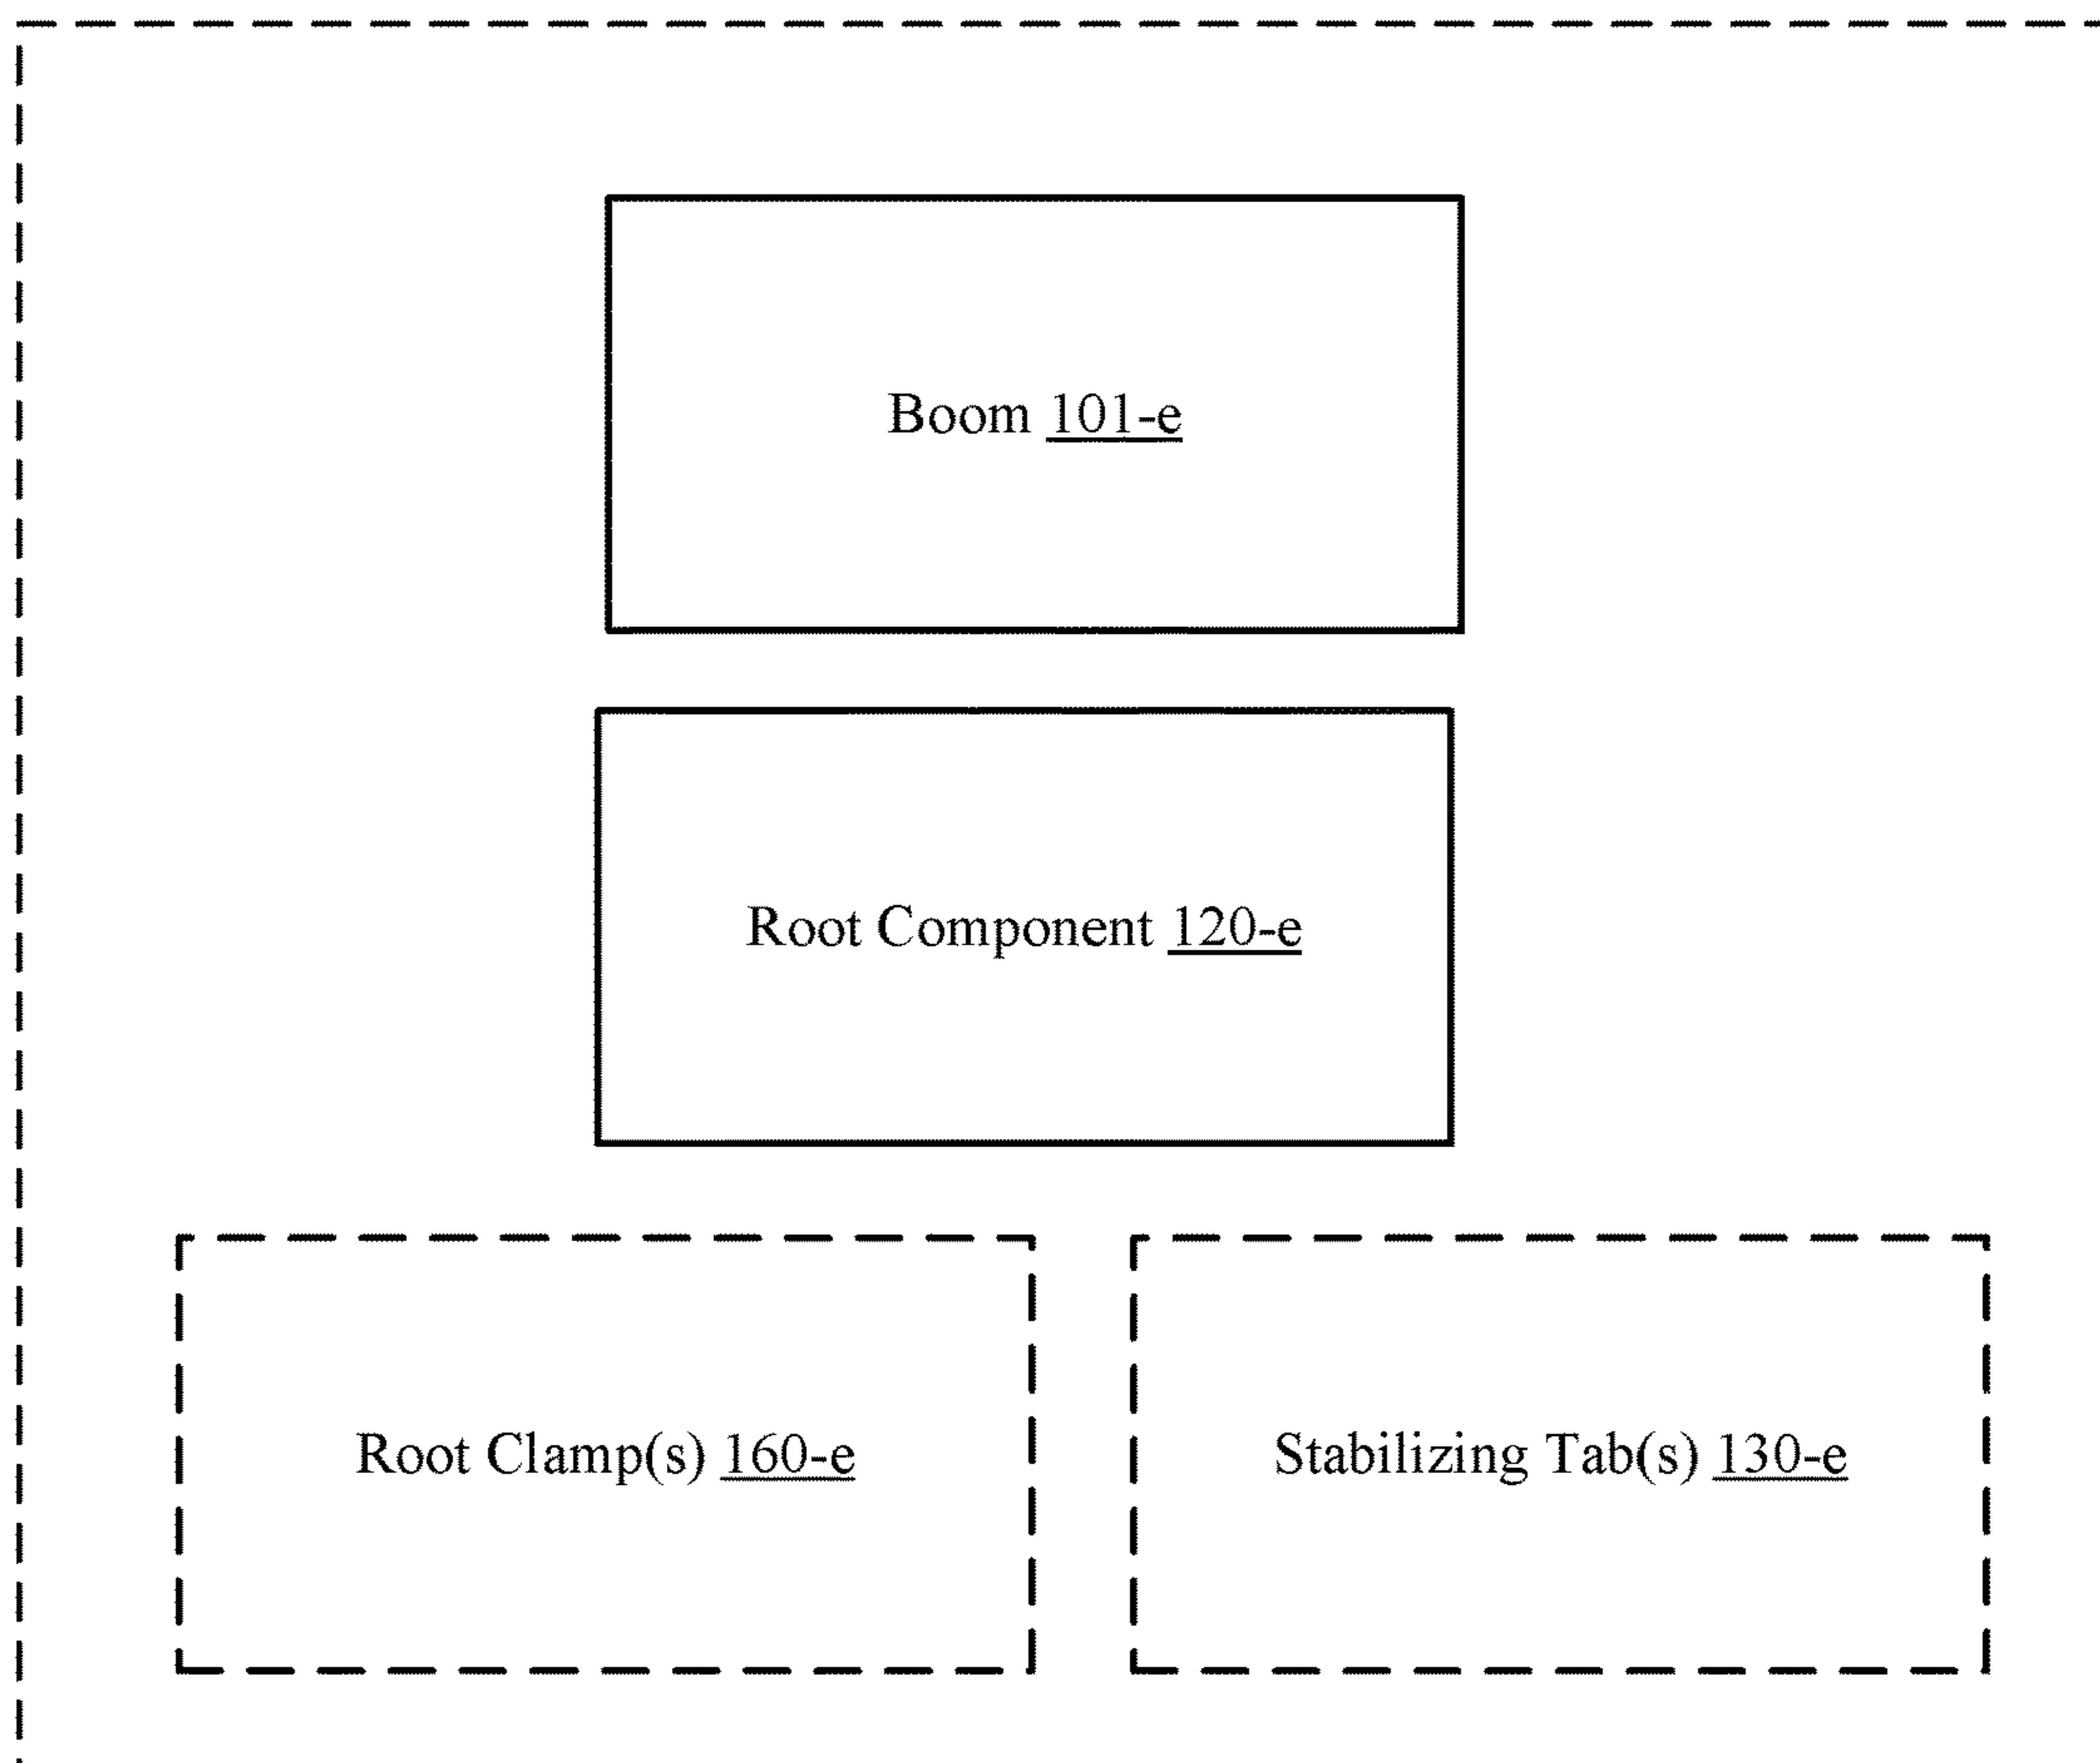 Boom 101-e
Root Component 120-e
Root Clamp(s) 160-e
Stabilizing Tab(s) 130-e